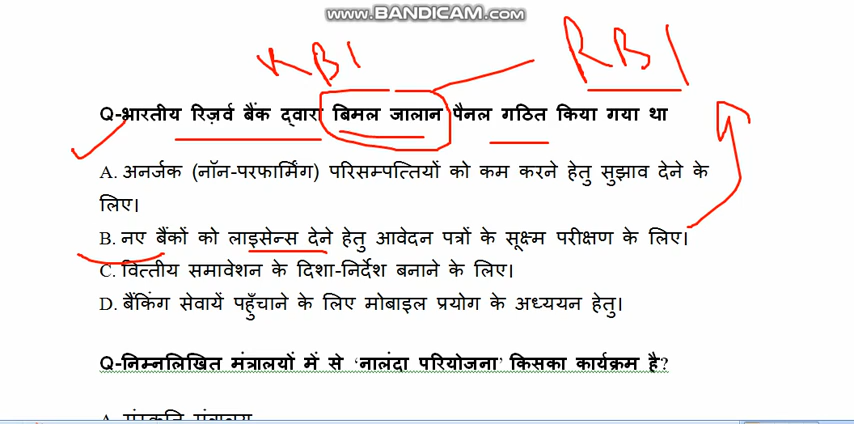 www.BANDICAM.com
RBI RBI
Q-भारतीय रिज़र्व बैंक द्वारा बिमल जालान पैनल गठित किया गया था
A. अनर्जक (नॉन-परफार्मिंग) परिसम्पत्तियों को कम करने हेतु सुझाव देने के
लिए।
B. नए बैंकों को लाइसेन्स देने हेतु आवेदन पत्रों के सूक्ष्म परीक्षण के लिए।
C. वित्तीय समावेशन के दिशा-निर्देश बनाने के लिए।
D. बैंकिंग सेवायें पहुँचाने के लिए मोबाइल प्रयोग के अध्ययन हेतु।
Q-निम्नलिखित मंत्रालयों में से ‘नालंदा परियोजना’ किसका कार्यक्रम है?
A. संस्कृति मंत्रालय